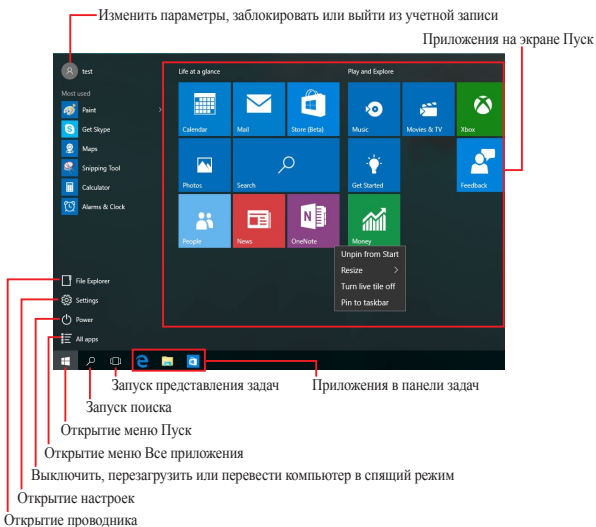 Изменить параметры, заблокировать или выйти из учетной записи
Приложения на экране Пуск
test
Life at a glance
Play and Explore
Most used
Paint
Get Skype
Maps
Snipping Tool
Calculator
Alarms & Clock
Calendar
Mail
Store (Beta)
Music
Movies & TV
Xbox
Photos
Search
Get Started
Feedback
People
News
OneNote
Money
Unpin from Start
Resize
Turn live tile off
Pin to taskbar
File Explorer
Settings
Power
All apps
Запуск представления задач
Приложения в панели задач
Запуск поиска
Открытие меню Пуск
Открытие меню Все приложения
Выключить, перезагрузить или перевести компьютер в спящий режим
Открытие настроек
Открытие проводника